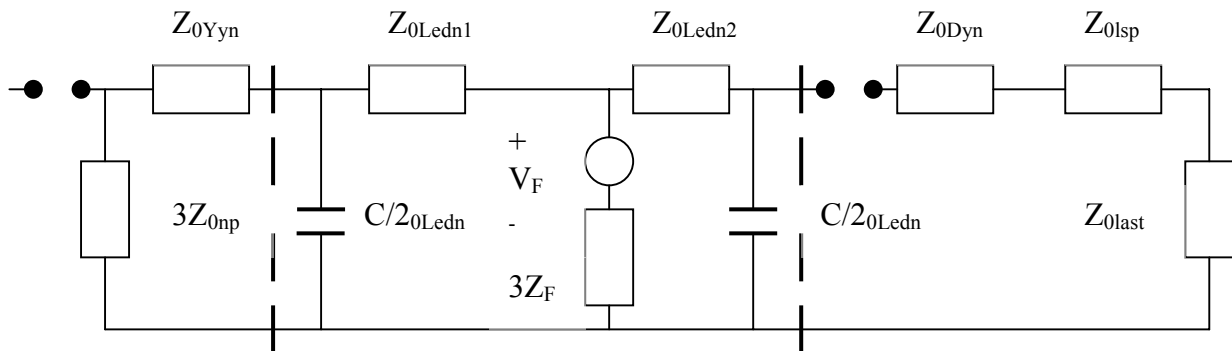 Z0Yyn Z0Ledn1 Z0Ledn2 Z0Dyn Z0lsp
+
VF
3Z0np C/20Ledn - C/20Ledn Z0last
3ZF